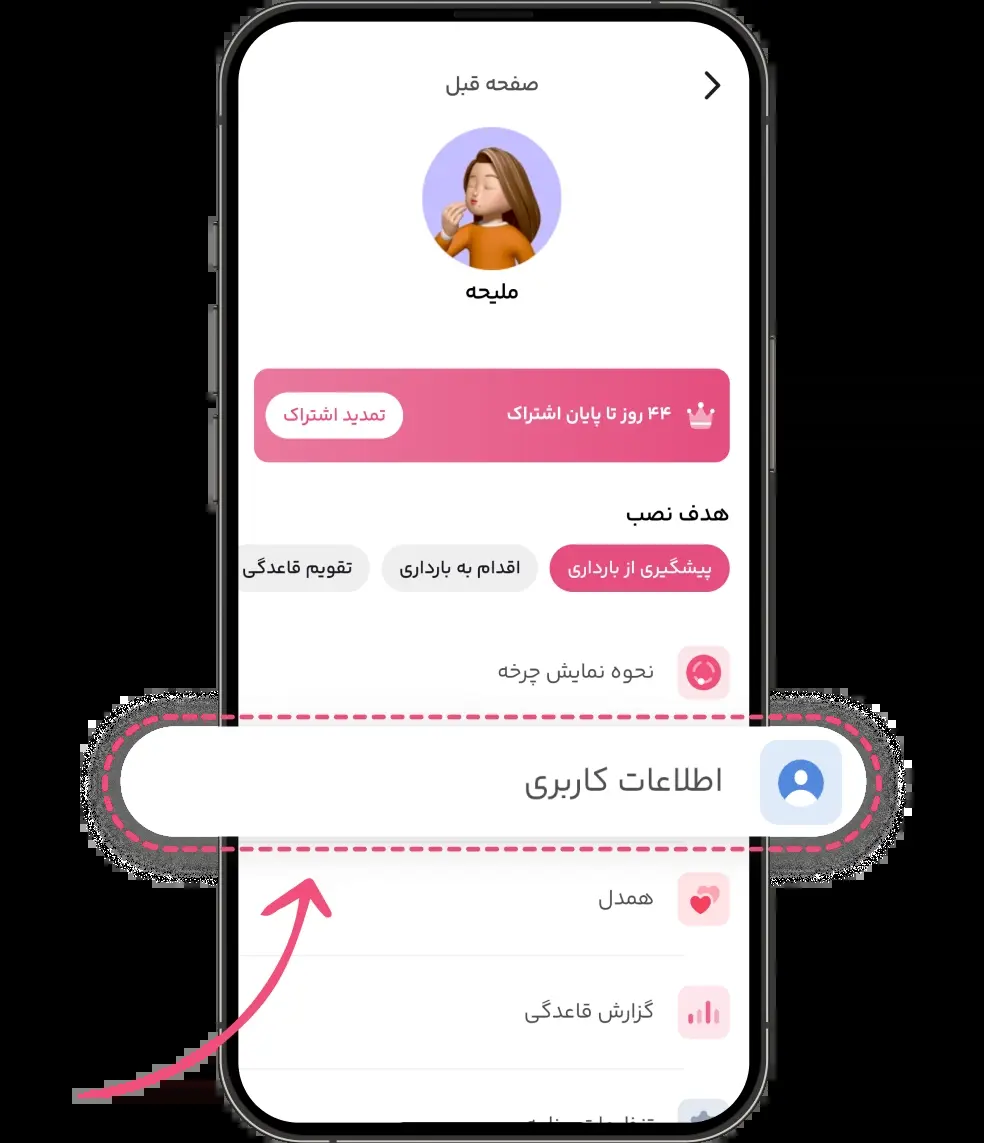 صفحه قبل
ملیحه
۴۴ روز تا پایان اشتراک
تمدید اشتراک
هدف نصب
پیشگیری از بارداری
اقدام به بارداری
تقویم قاعدگی
نحوه نمایش چرخه
اطلاعات کاربری
همدل
گزارش قاعدگی